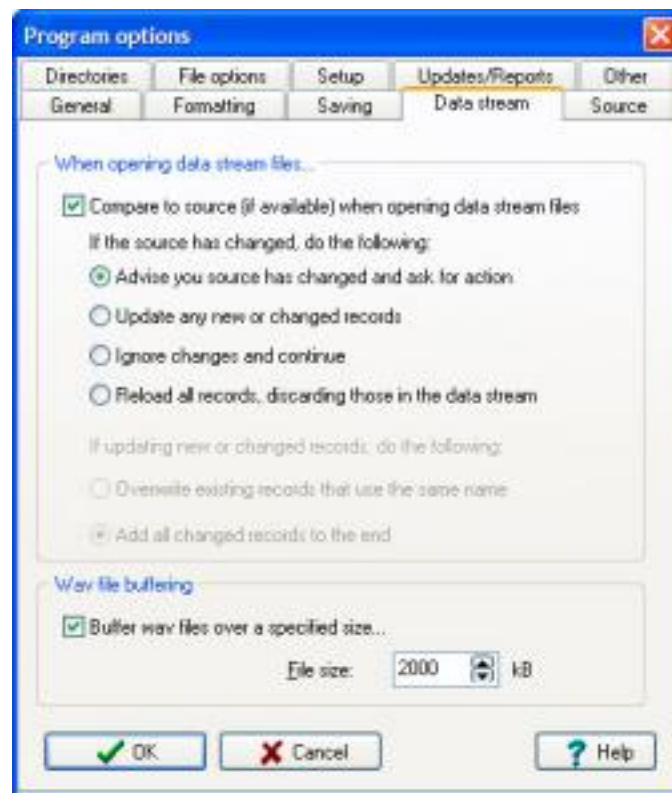 Program options
Directories File options Setup Updates/Reports Other
General Formatting Saving Data stream Source
When opening data stream files...
Compare to source (if available) when opening data stream files
If the source has changed, do the following:
Advise you source has changed and ask for action
Update any new or changed records
Ignore changes and continue
Reload all records, discarding those in the data stream
If updating new or changed records, do the following:
Overwrite existing records that use the same name
Add all changed records to the end
Wav file buffering
Buffer wav files over a specified size...
File size: 2000 kB
OK Cancel ? Help